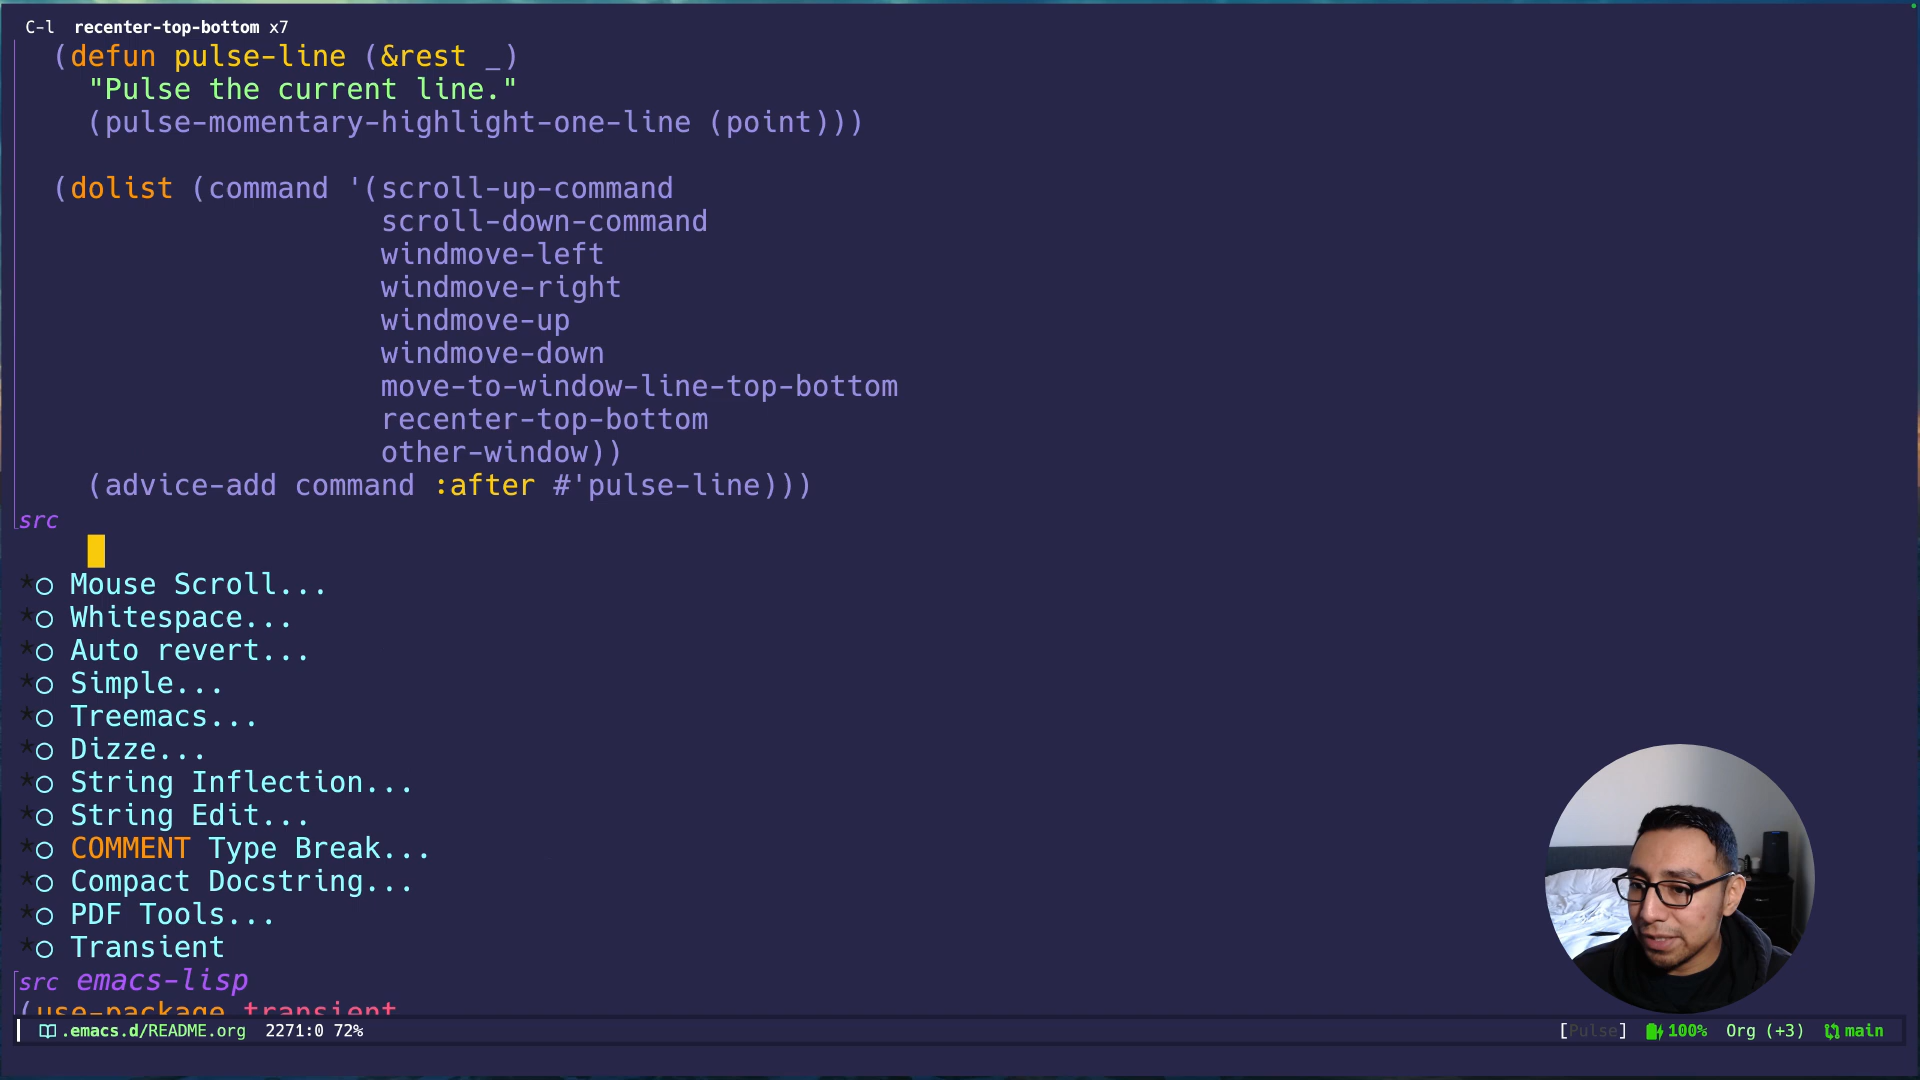 C-l recenter-top-bottom x7
(defun pulse-line (&rest _)
"Pulse the current line."
(pulse-momentary-highlight-one-line (point)))
(dolist (command '(scroll-up-command
scroll-down-command
windmove-left
windmove-right
windmove-up
windmove-down
move-to-window-line-top-bottom
recenter-top-bottom
other-window))
(advice-add command :after #'pulse-line)))
src
*○ Mouse Scroll...
*○ Whitespace...
*○ Auto revert...
*○ Simple...
*○ Treemacs...
*○ Dizze...
*○ String Inflection...
*○ String Edit...
*○ COMMENT Type Break...
*○ Compact Docstring...
*○ PDF Tools...
*○ Transient
src emacs-lisp
(use-package transient
.emacs.d/README.org 2271:0 72% [Pulse] 100% Org (+3) main